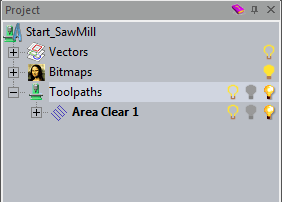 Project
Start_SawMill
Vectors
Bitmaps
Toolpaths
Area Clear 1